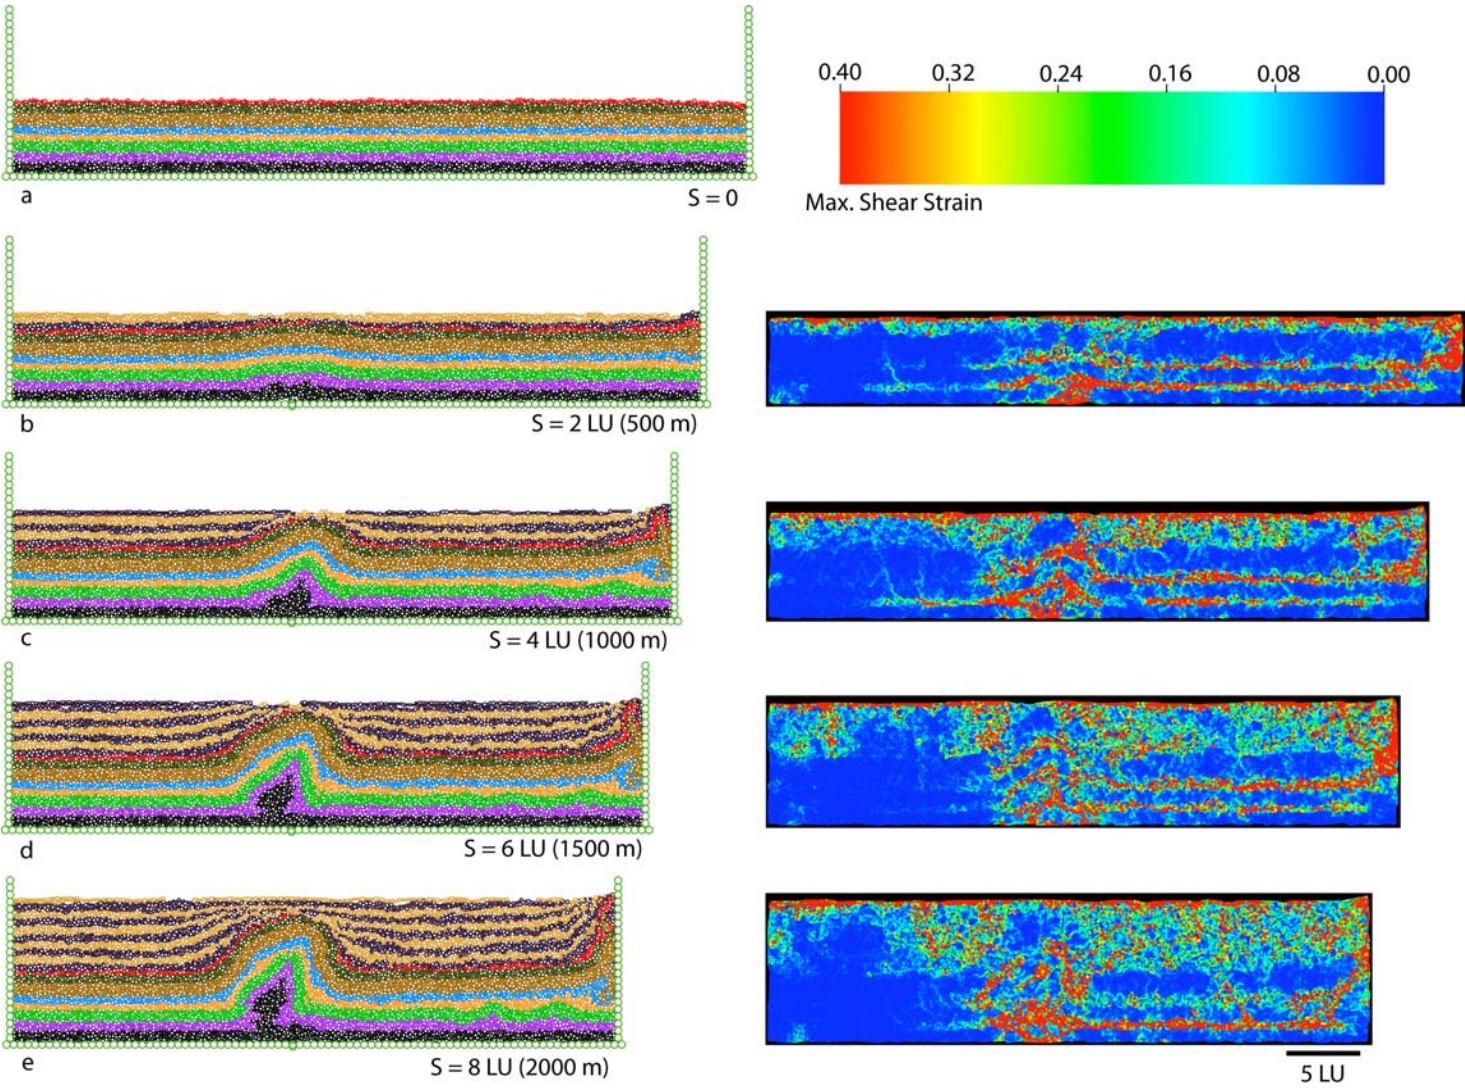 0.40 0.32 0.24 0.16 0.08 0.00
Max. Shear Strain
a
S = 0
b
S = 2 LU (500 m)
c
S = 4 LU (1000 m)
d
S = 6 LU (1500 m)
e
S = 8 LU (2000 m)
5 LU